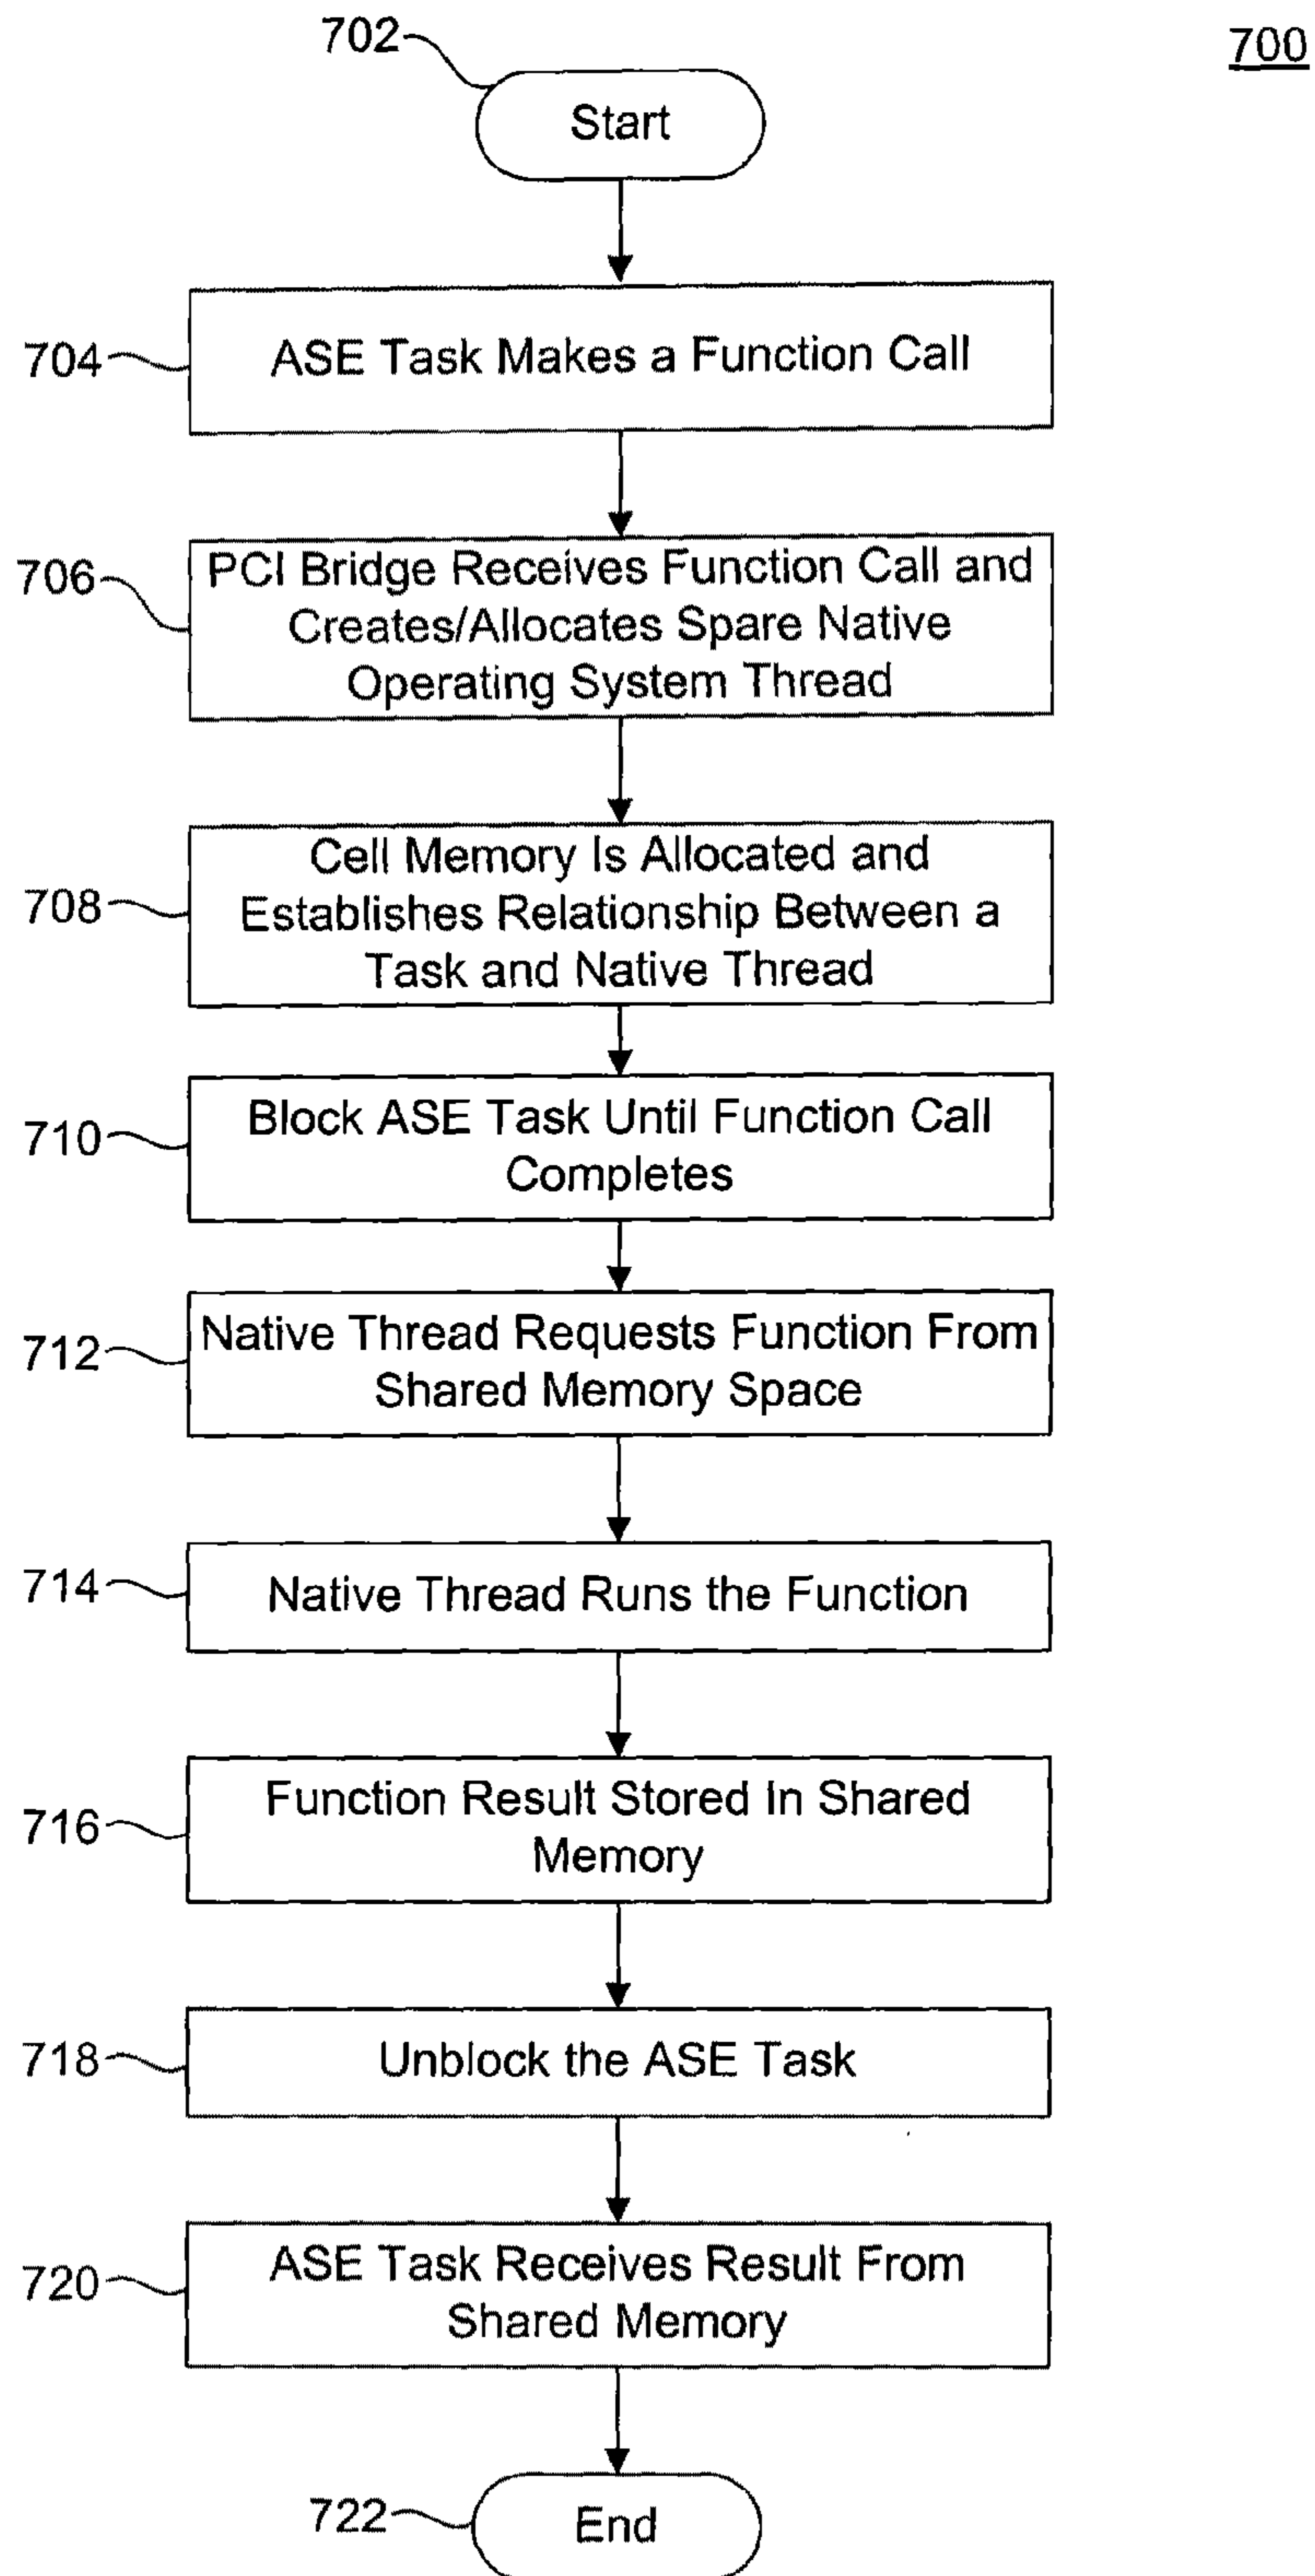 702
700
Start
704
ASE Task Makes a Function Call
706
PCI Bridge Receives Function Call and
Creates/Allocates Spare Native
Operating System Thread
708
Cell Memory Is Allocated and
Establishes Relationship Between a
Task and Native Thread
710
Block ASE Task Until Function Call
Completes
712
Native Thread Requests Function From
Shared Memory Space
714
Native Thread Runs the Function
716
Function Result Stored In Shared
Memory
718
Unblock the ASE Task
720
ASE Task Receives Result From
Shared Memory
722
End